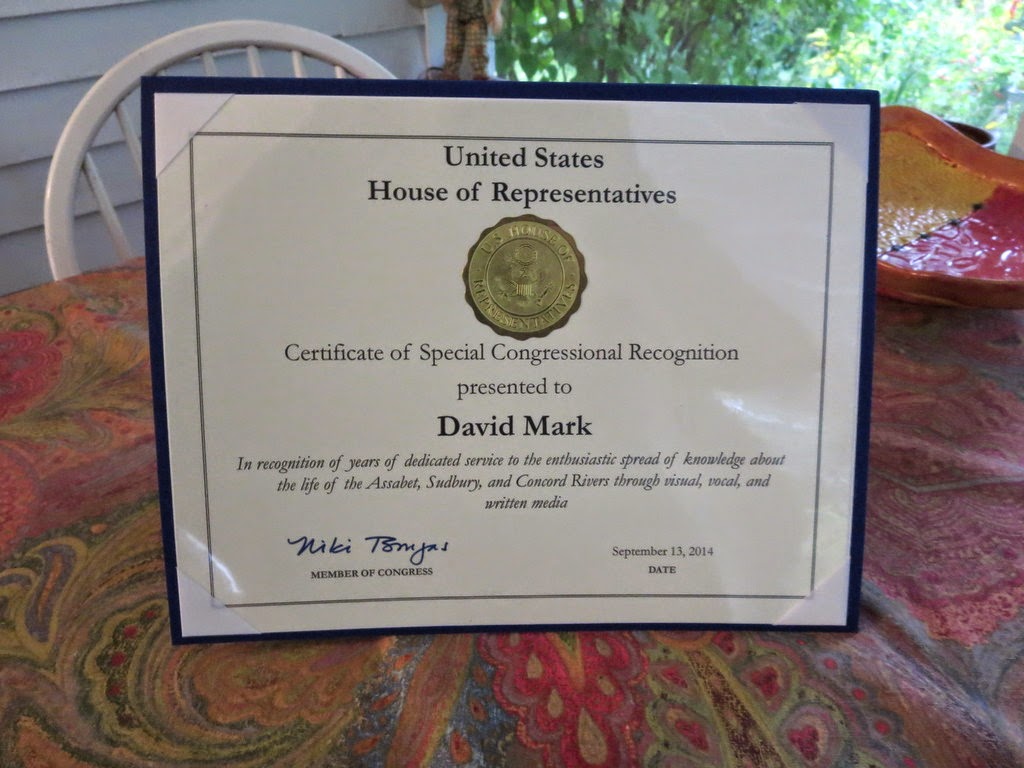 United States
House of Representatives
U.S. HOUSE OF
REPRESENTATIVES
Certificate of Special Congressional Recognition
presented to
David Mark
In recognition of years of dedicated service to the enthusiastic spread of knowledge about
the life of the Assabet, Sudbury, and Concord Rivers through visual, vocal, and
written media
Niki Tsongas
September 13, 2014
MEMBER OF CONGRESS
DATE